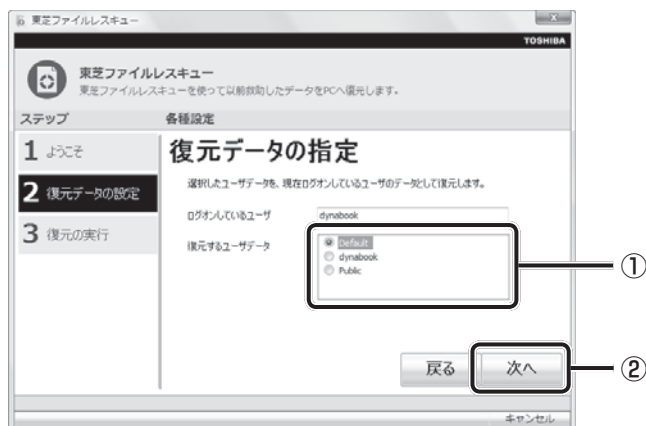 東芝ファイルレスキュー
TOSHIBA
東芝ファイルレスキュー
東芝ファイルレスキューを使って以前救助したデータをPCへ復元します。
ステップ
各種設定
1 ようこそ
2 復元データの設定
3 復元の実行
復元データの指定
選択したユーザデータを、現在ログオンしているユーザのデータとして復元します。
ログオンしているユーザ
dynabook
復元するユーザデータ
Default
dynabook
Public
①
戻る
次へ
②
キャンセル